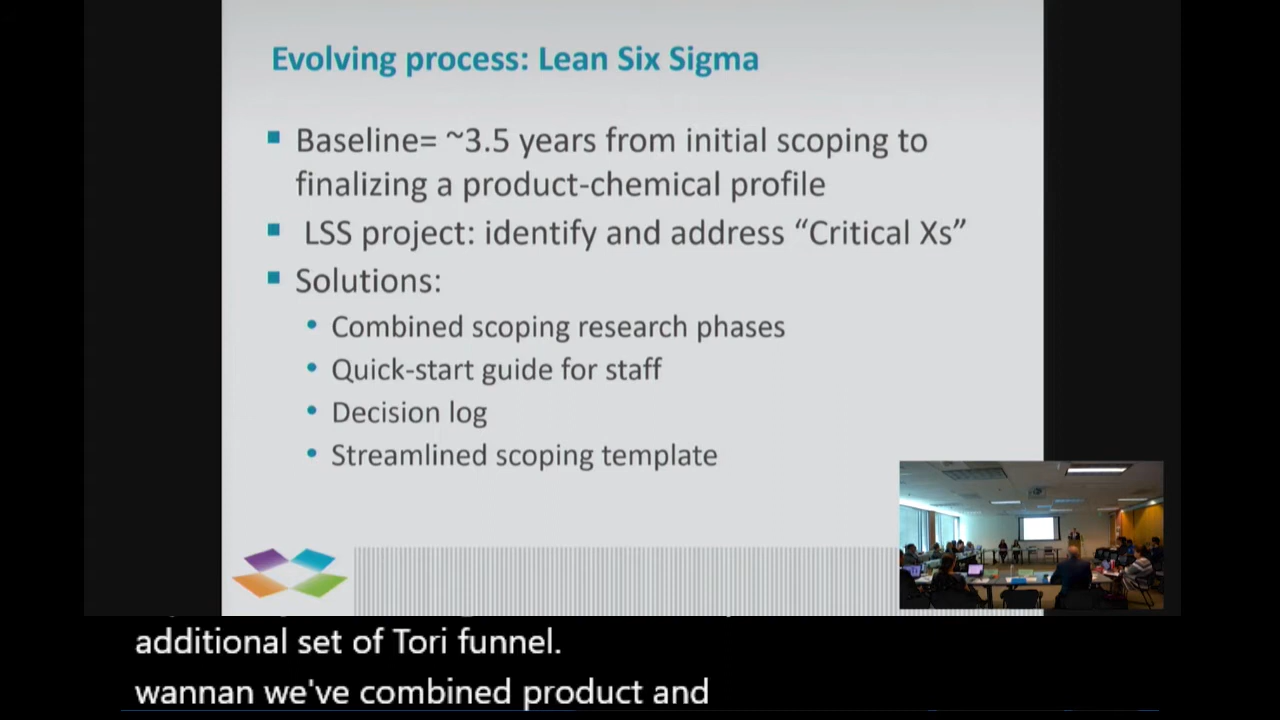 Evolving process: Lean Six Sigma
Baseline= ~3.5 years from initial scoping to
finalizing a product-chemical profile
LSS project: identify and address “Critical Xs”
Solutions:
Combined scoping research phases
Quick-start guide for staff
Decision log
Streamlined scoping template
additional set of Tori funnel.
wannan we've combined product and